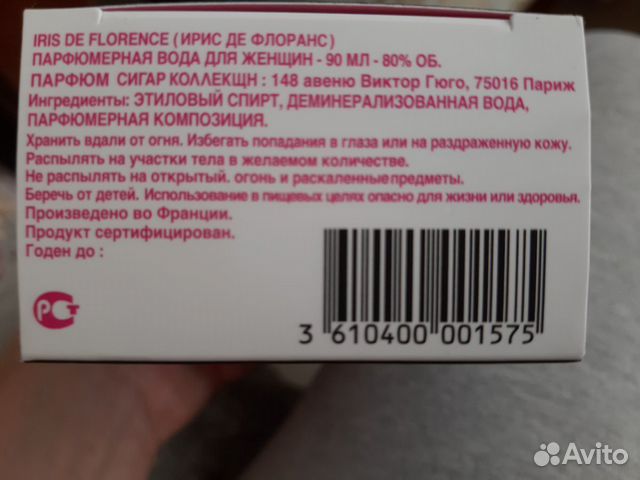 IRIS DE FLORENCE (ИРИС ДЕ ФЛОРАНС)
ПАРФЮМЕРНАЯ ВОДА ДЛЯ ЖЕНЩИН - 90 МЛ - 80% ОБ.
ПАРФЮМ СИГАР КОЛЛЕКЩН : 148 авеню Виктор Гюго, 75016 Париж
Ингредиенты: ЭТИЛОВЫЙ СПИРТ, ДЕМИНЕРАЛИЗОВАННАЯ ВОДА,
ПАРФЮМЕРНАЯ КОМПОЗИЦИЯ.
Хранить вдали от огня. Избегать попадания в глаза или на раздраженную кожу.
Распылять на участки тела в желаемом количестве.
Не распылять на открытый. огонь и раскаленные предметы.
Беречь от детей. Использование в пищевых целях опасно для жизни или здоровья.
Произведено во Франции.
Продукт сертифицирован.
Годен до :
РСТ
3 610400 001575
Avito